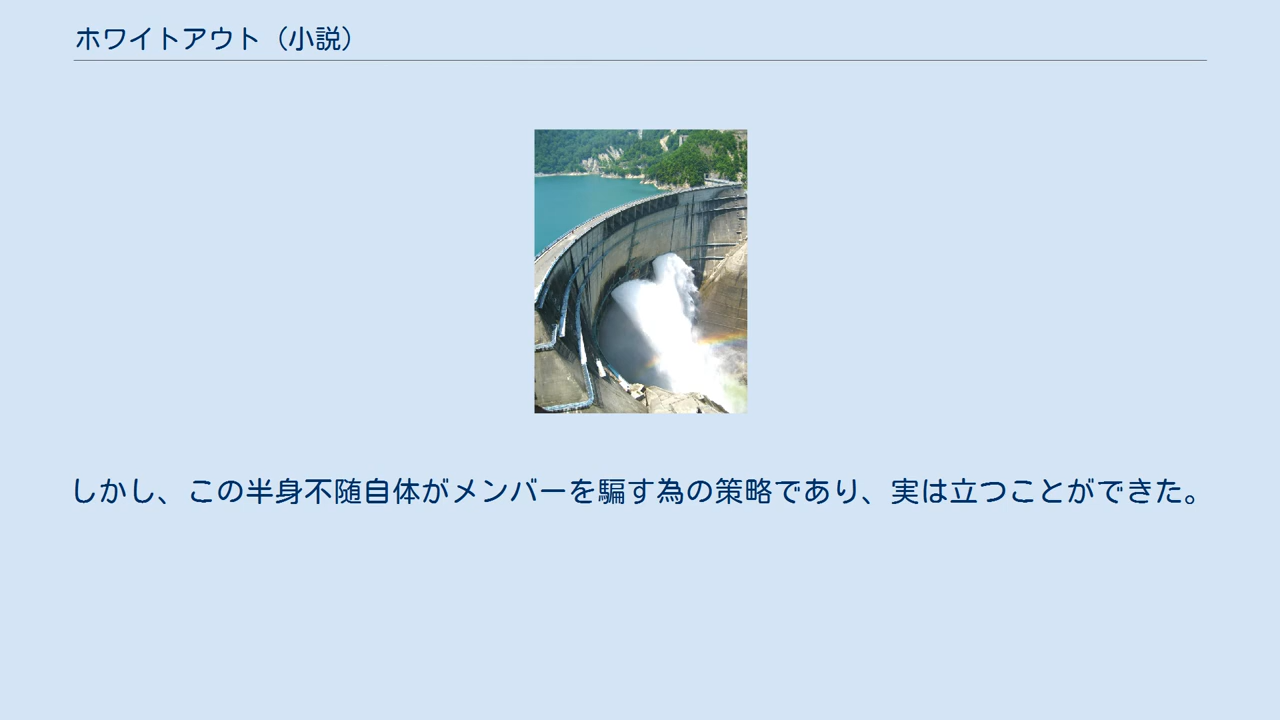 ホワイトアウト（小説）
しかし、この半身不随自体がメンバーを騙す為の策略であり、実は立つことができた。